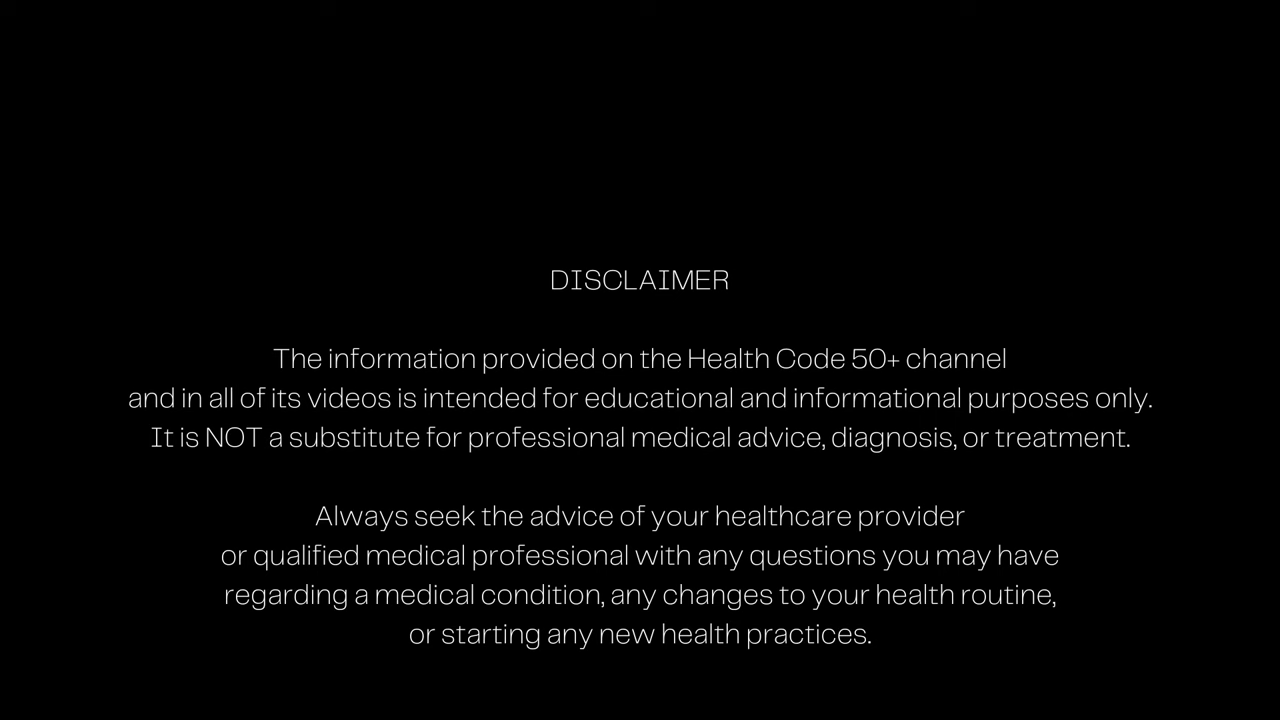 DISCLAIMER
The information provided on the Health Code 50+ channel
and in all of its videos is intended for educational and informational purposes only.
It is NOT a substitute for professional medical advice, diagnosis, or treatment.
Always seek the advice of your healthcare provider
or qualified medical professional with any questions you may have
regarding a medical condition, any changes to your health routine,
or starting any new health practices.